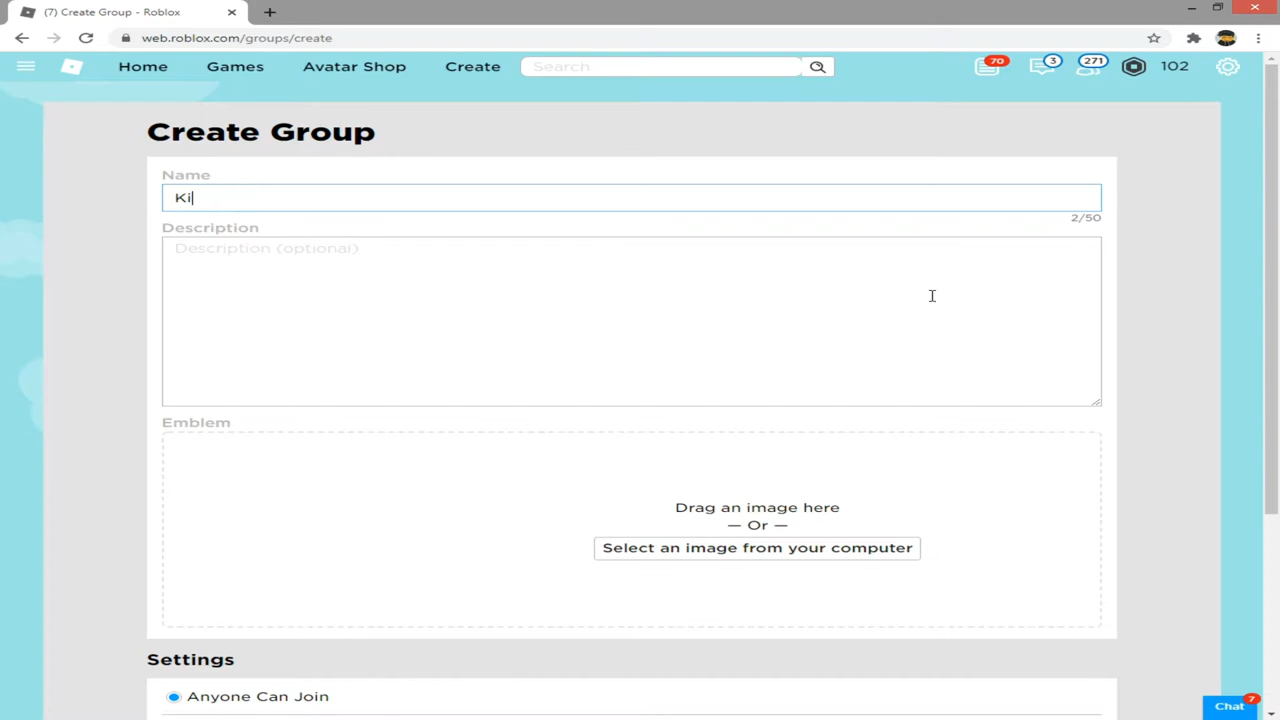 (7) Create Group - Roblox
web.roblox.com/groups/create
Home Games Avatar Shop Create Search 70 3 271 102
Create Group
Name
Ki
2/50
Description
Description (optional)
Emblem
Drag an image here
— Or —
Select an image from your computer
Settings
Anyone Can Join
Chat 7